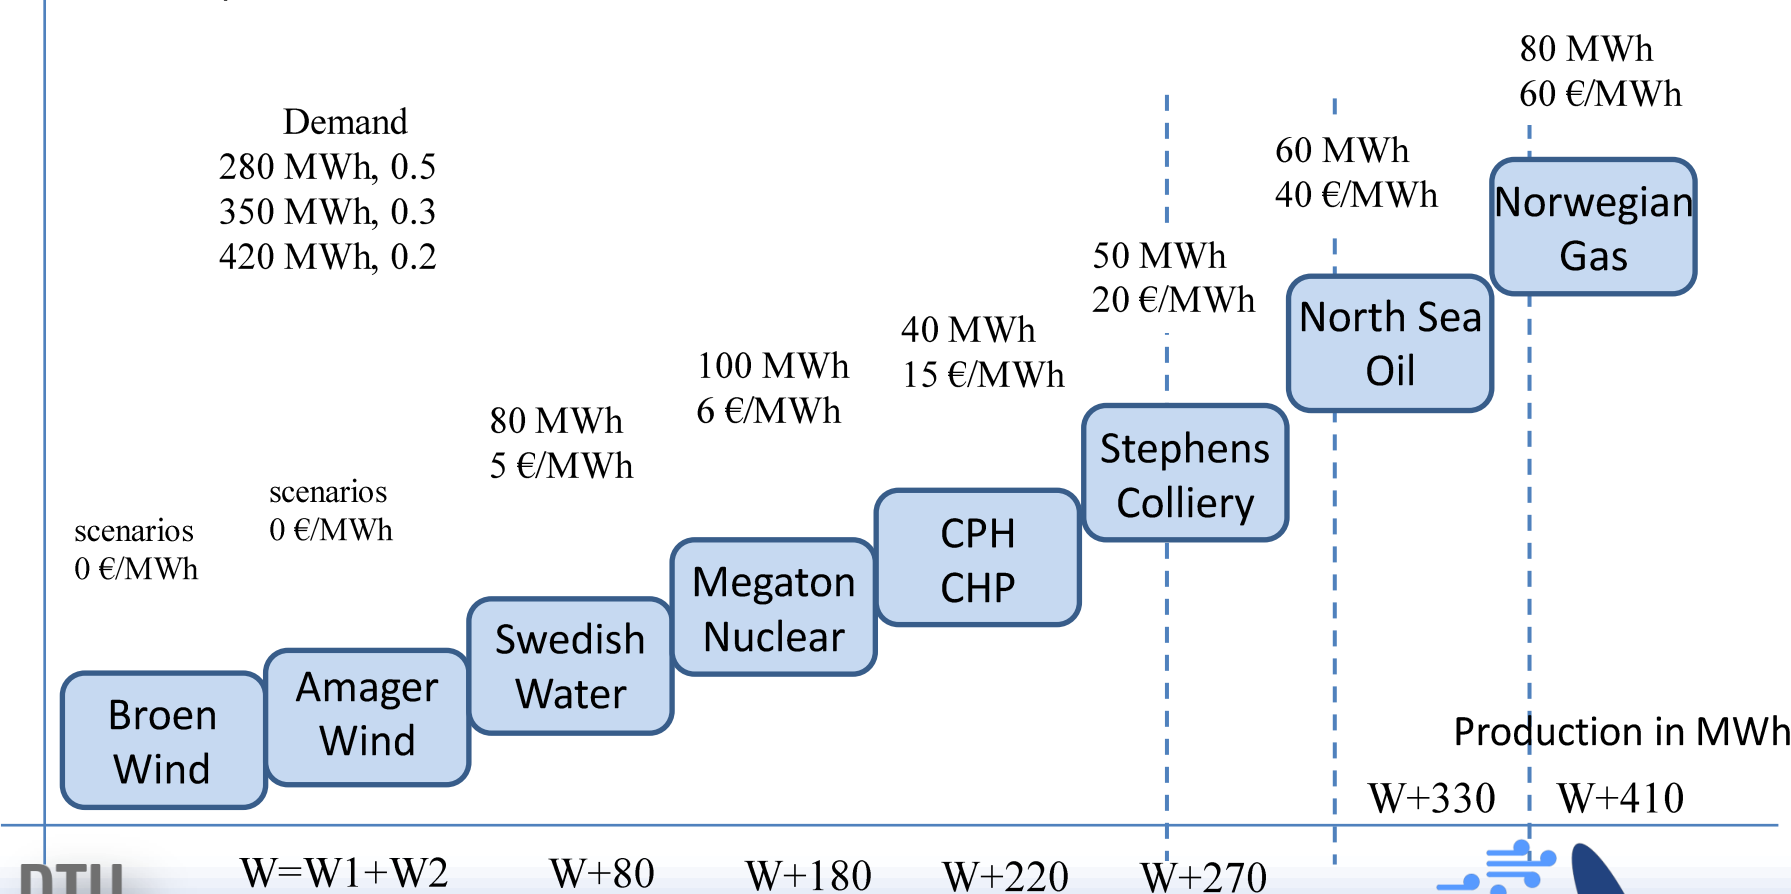 80 MWh
60 €/MWh
Demand
280 MWh, 0.5
350 MWh, 0.3
420 MWh, 0.2
60 MWh
40 €/MWh
Norwegian
Gas
50 MWh
20 €/MWh
North Sea
Oil
40 MWh
15 €/MWh
100 MWh
6 €/MWh
Stephens
Colliery
80 MWh
5 €/MWh
scenarios
0 €/MWh
CPH
CHP
scenarios
0 €/MWh
Megaton
Nuclear
Swedish
Water
Amager
Wind
Broen
Wind
Production in MWh
W+330
W+410
W=W1+W2
W+80
W+180
W+220
W+270
DTU